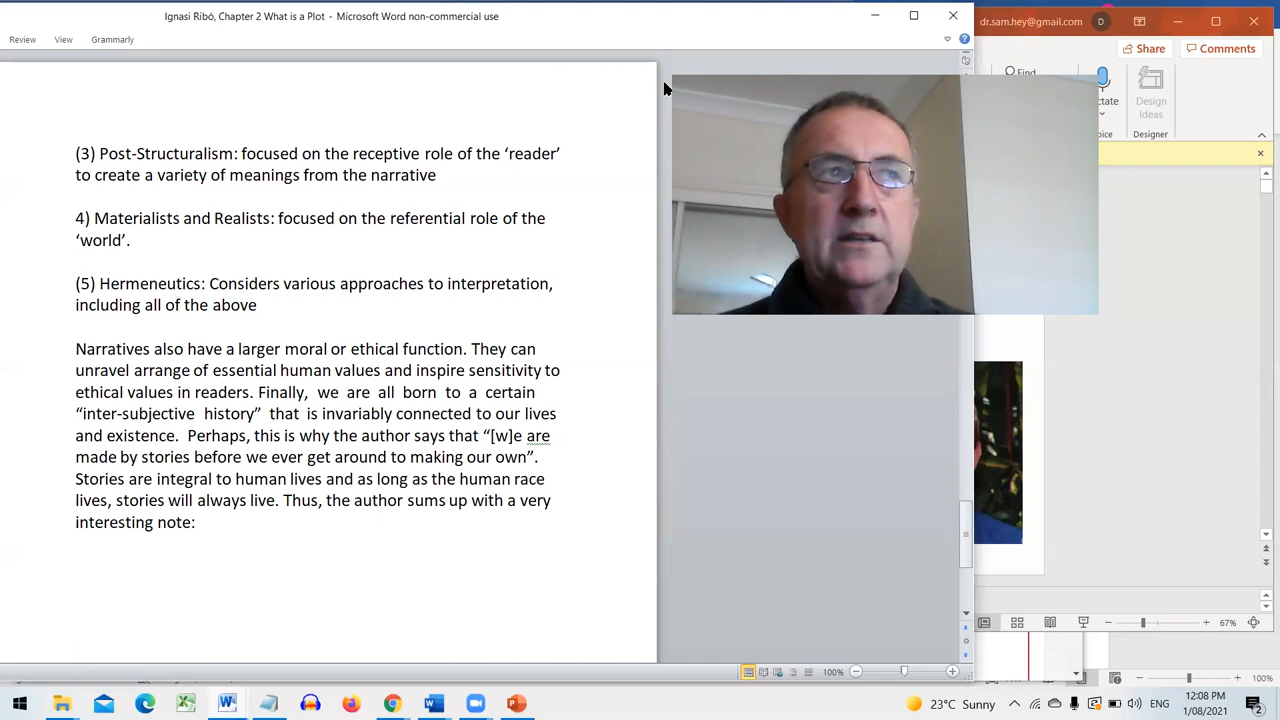 Ignasi Ribó, Chapter 2 What is a Plot - Microsoft Word non-commercial use
dr.sam.hey@gmail.com
D
Review View Grammarly
Share Comments
Find
Design
Ideas
Designer
(3) Post-Structuralism: focused on the receptive role of the ‘reader’
to create a variety of meanings from the narrative
4) Materialists and Realists: focused on the referential role of the
‘world’.
(5) Hermeneutics: Considers various approaches to interpretation,
including all of the above
Narratives also have a larger moral or ethical function. They can
unravel arrange of essential human values and inspire sensitivity to
ethical values in readers. Finally, we are all born to a certain
“inter-subjective history” that is invariably connected to our lives
and existence. Perhaps, this is why the author says that “[w]e are
made by stories before we ever get around to making our own”.
Stories are integral to human lives and as long as the human race
lives, stories will always live. Thus, the author sums up with a very
interesting note:
67%
100%
100%
23°C Sunny
ENG
12:08 PM
1/08/2021
2